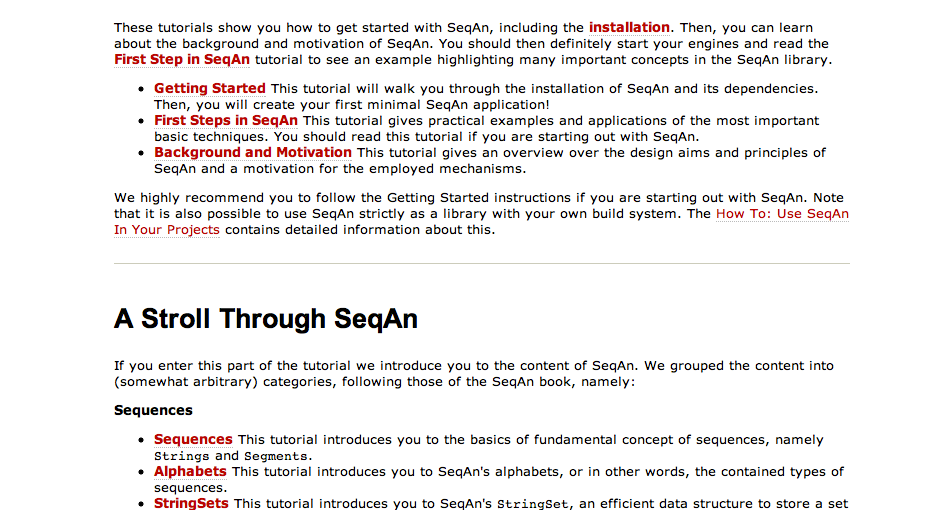 These tutorials show you how to get started with SeqAn, including the installation. Then, you can learn
about the background and motivation of SeqAn. You should then definitely start your engines and read the
First Step in SeqAn tutorial to see an example highlighting many important concepts in the SeqAn library.
• Getting Started This tutorial will walk you through the installation of SeqAn and its dependencies.
Then, you will create your first minimal SeqAn application!
• First Steps in SeqAn This tutorial gives practical examples and applications of the most important
basic techniques. You should read this tutorial if you are starting out with SeqAn.
• Background and Motivation This tutorial gives an overview over the design aims and principles of
SeqAn and a motivation for the employed mechanisms.
We highly recommend you to follow the Getting Started instructions if you are starting out with SeqAn. Note
that it is also possible to use SeqAn strictly as a library with your own build system. The How To: Use SeqAn
In Your Projects contains detailed information about this.
A Stroll Through SeqAn
If you enter this part of the tutorial we introduce you to the content of SeqAn. We grouped the content into
(somewhat arbitrary) categories, following those of the SeqAn book, namely:
Sequences
• Sequences This tutorial introduces you to the basics of fundamental concept of sequences, namely
Strings and Segments.
• Alphabets This tutorial introduces you to SeqAn's alphabets, or in other words, the contained types of
sequences.
• StringSets This tutorial introduces you to SeqAn's StringSet, an efficient data structure to store a set